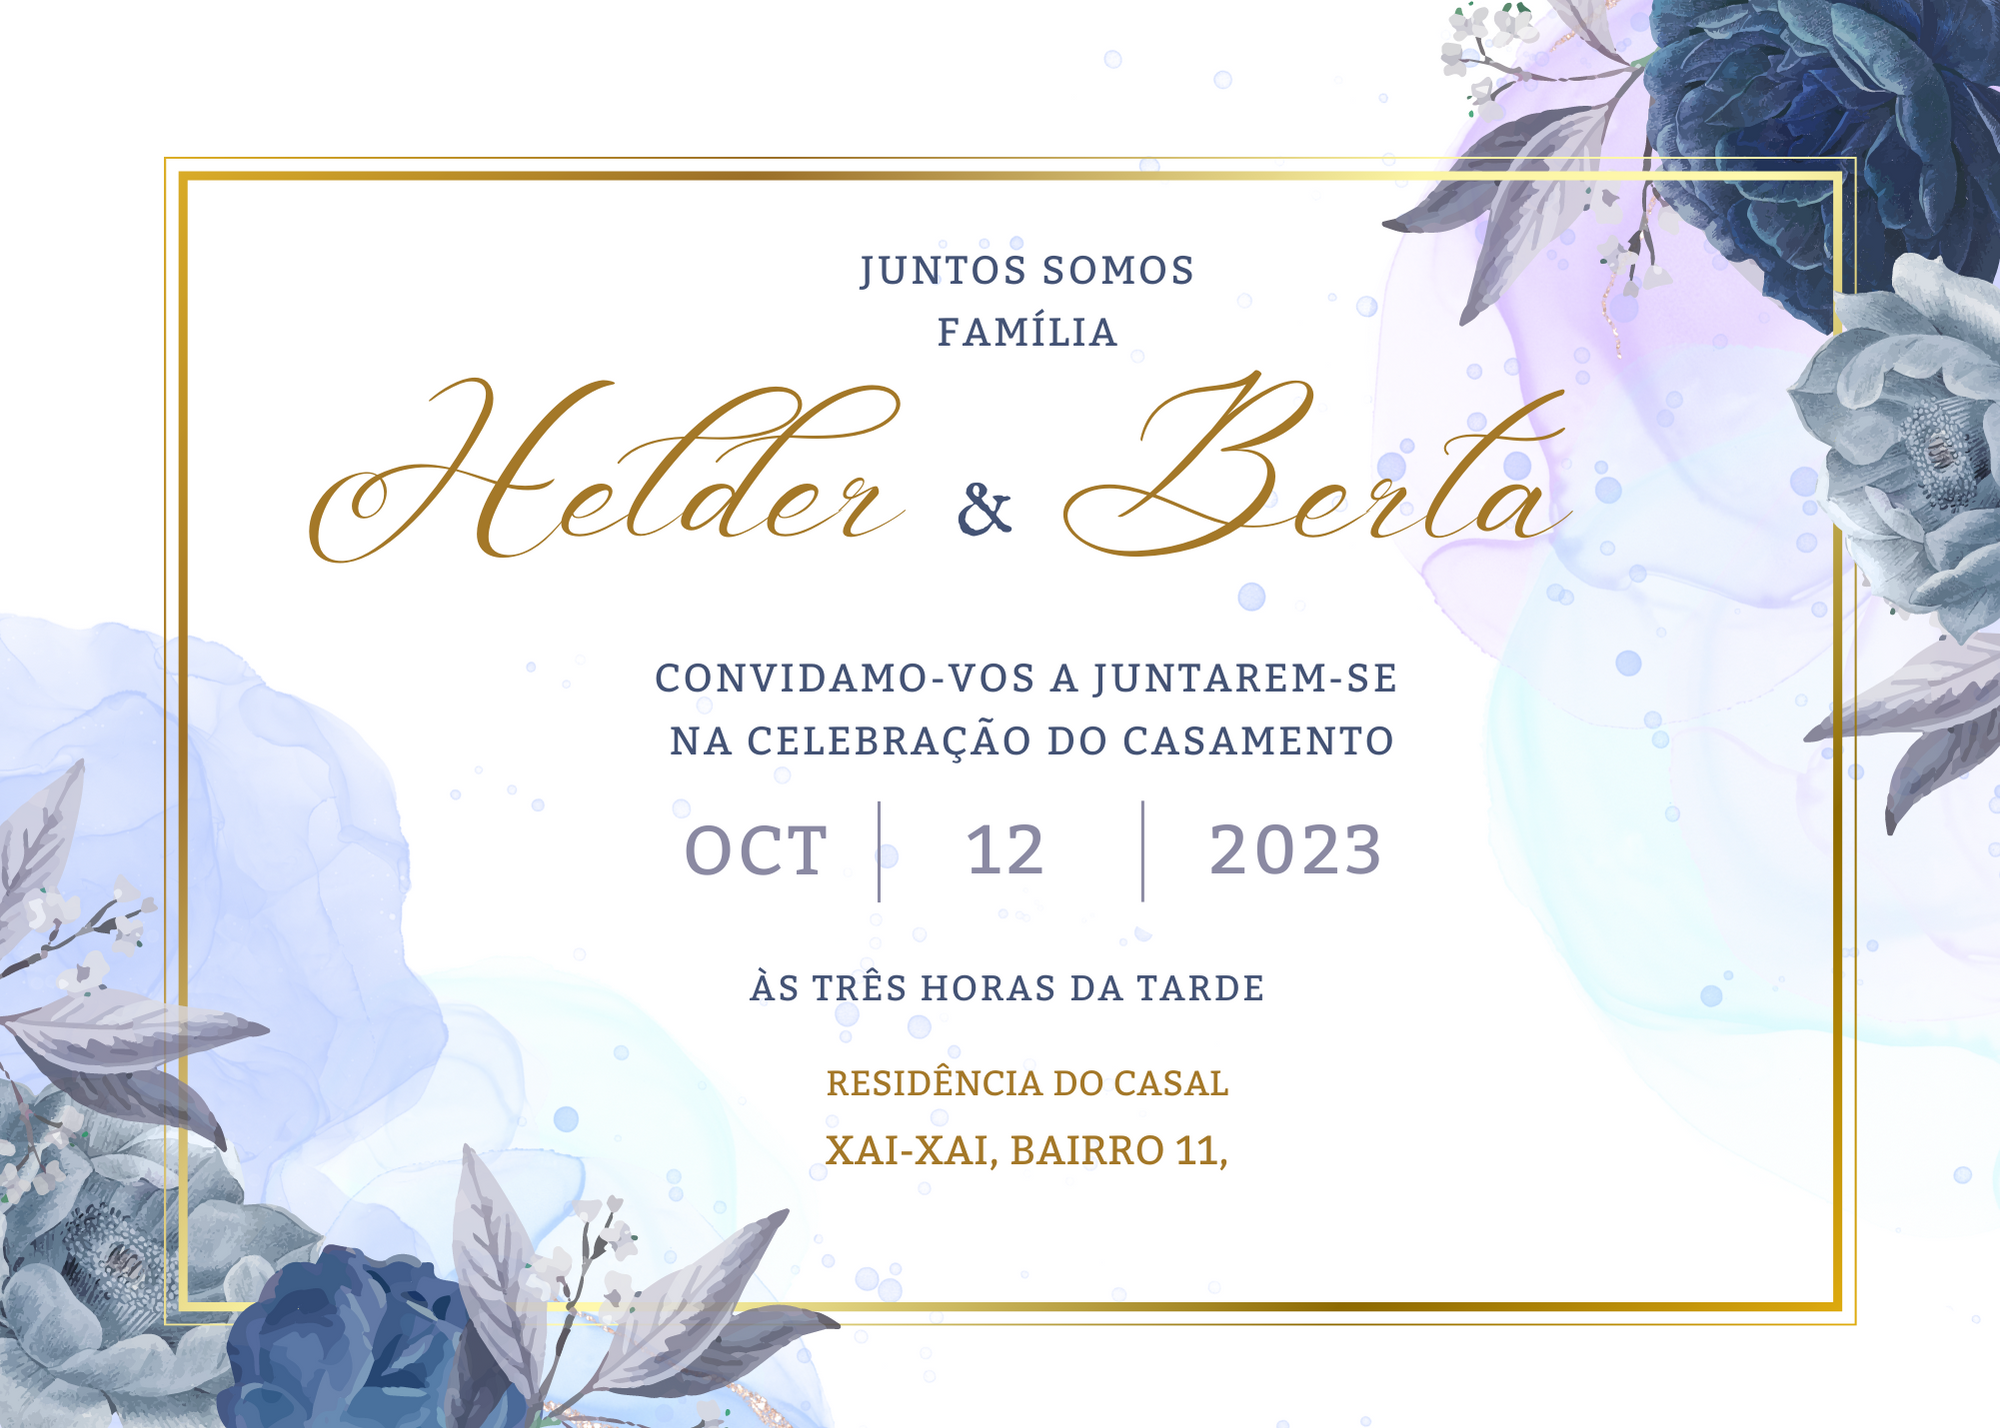 JUNTOS SOMOS
FAMÍLIA
Helder & Berta
CONVIDAMO-VOS A JUNTAREM-SE
NA CELEBRAÇÃO DO CASAMENTO
OCT 12 2023
ÀS TRÊS HORAS DA TARDE
RESIDÊNCIA DO CASAL
XAI-XAI, BAIRRO 11,